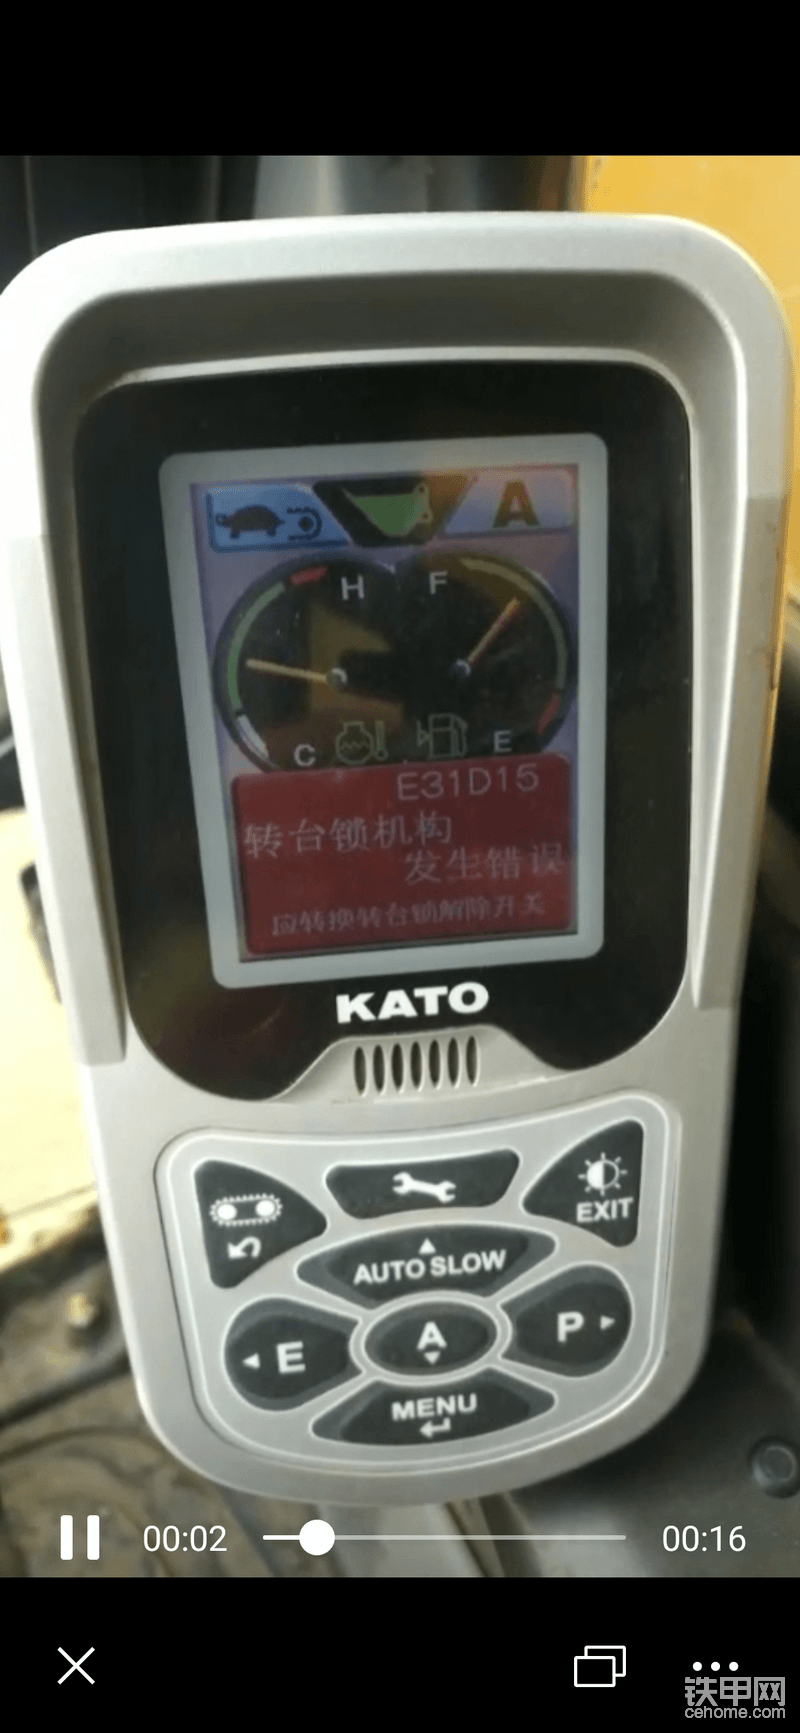 A
H
F
C
E
E31D15
转台锁机构
发生错误
应转换转台锁解除开关
KATO
EXIT
AUTO SLOW
E
A
P
MENU
00:02
00:16
铁甲网
cehome.com